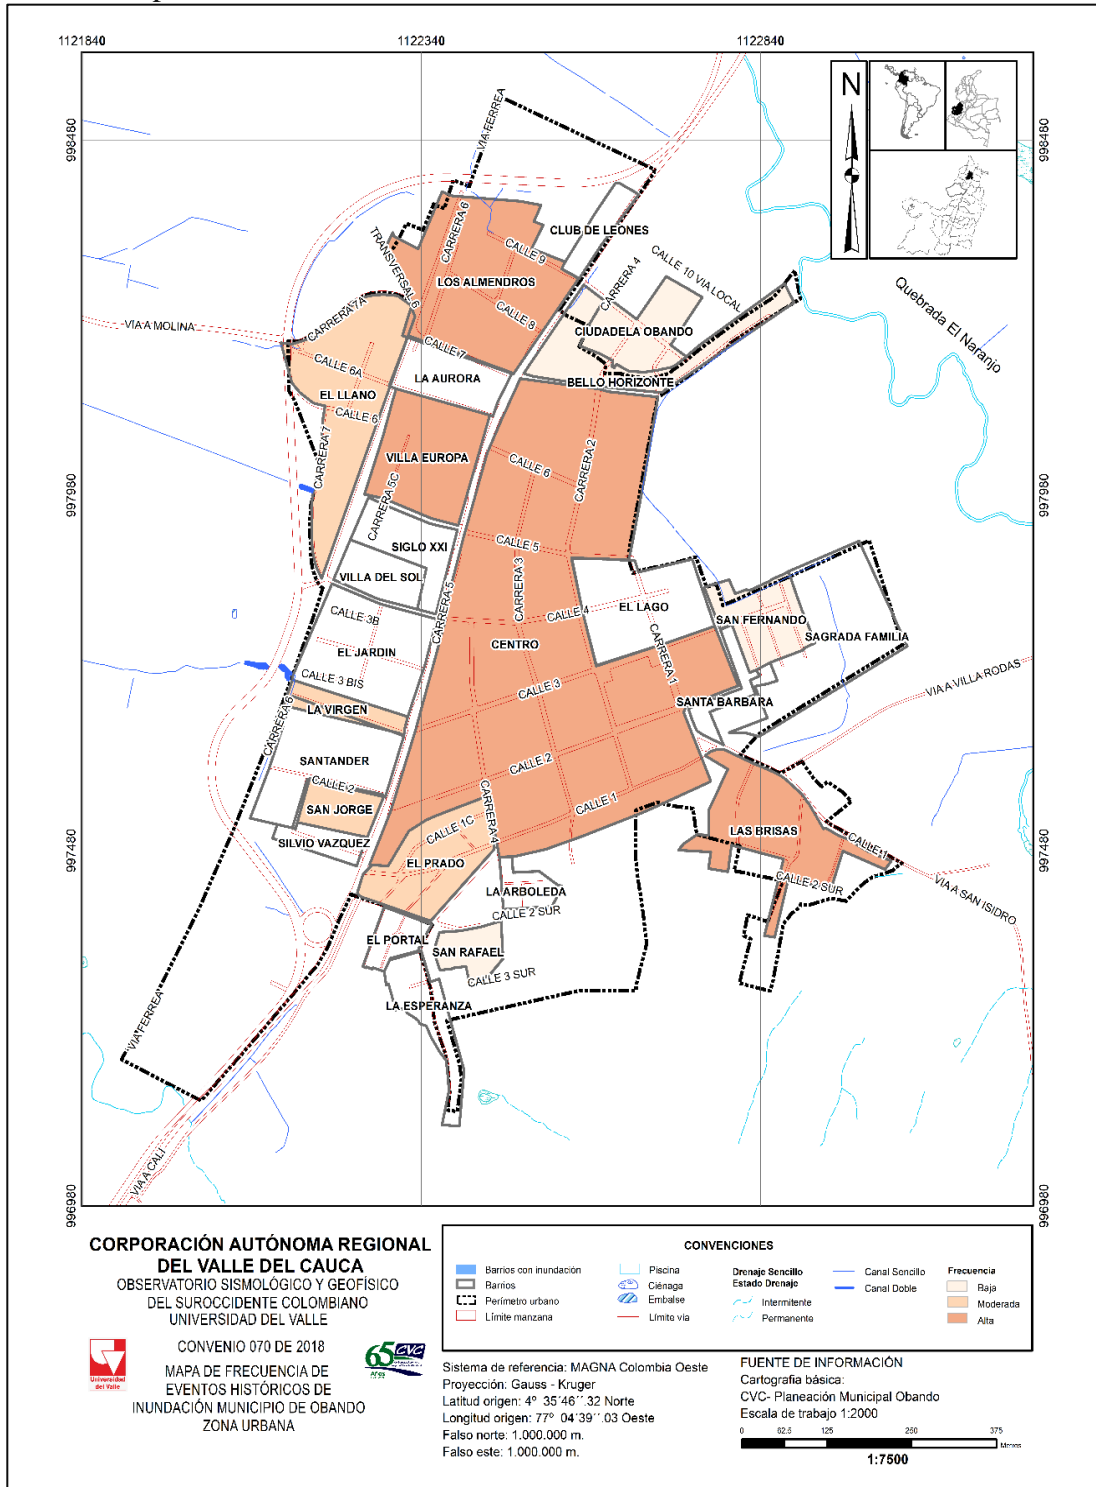 1121840
1122340
1122840
998480
998480
N
VIA FERREA
CARRERA 6
CLUB DE LEONES
CALLE 9
TRANSVERSAL 6
LOS ALMENDROS
CARRERA 4
CALLE 10 VIA LOCAL
Quebrada El Naranjo
CALLE 8
CARRERA 7A
VIA A MOLINA
CIUDADELA OBANDO
CALLE 7
CALLE 6A
LA AURORA
BELLO HORIZONTE
EL LLANO
CALLE 6
CARRERA 7
VILLA EUROPA
CARRERA 2
CALLE 6
997980
997980
CARRERA 5C
SIGLO XXI
CALLE 5
VILLA DEL SOL
CARRERA 3
CARRERA 5
EL LAGO
CALLE 4
CALLE 3B
SAN FERNANDO
SAGRADA FAMILIA
EL JARDIN
CENTRO
CARRERA 1
CALLE 3 BIS
CALLE 3
VIA A VILLA RODAS
LA VIRGEN
SANTA BARBARA
CARRERA 6
SANTANDER
CALLE 2
CALLE 2
SAN JORGE
CALLE 1
CALLE 1C
CARRERA 4
LAS BRISAS
SILVIO VAZQUEZ
CALLE 1
997480
997480
EL PRADO
LA ARBOLEDA
CALLE 2 SUR
VIA A SAN ISIDRO
CALLE 2 SUR
EL PORTAL
SAN RAFAEL
CALLE 3 SUR
LA ESPERANZA
VIA FERREA
VIA A CALI
996980
996980
CORPORACIÓN AUTÓNOMA REGIONAL
DEL VALLE DEL CAUCA
OBSERVATORIO SISMOLÓGICO Y GEOFÍSICO
DEL SUROCCIDENTE COLOMBIANO
UNIVERSIDAD DEL VALLE
CONVENIO 070 DE 2018
MAPA DE FRECUENCIA DE
EVENTOS HISTÓRICOS DE
INUNDACIÓN MUNICIPIO DE OBANDO
ZONA URBANA
Universidad
del Valle
65 CVC
Años
CONVENCIONES
Barrios con inundación
Barrios
Perímetro urbano
Límite manzana
Piscina
Ciénaga
Embalse
Límite vía
Drenaje Sencillo
Estado Drenaje
Intermitente
Permanente
Canal Sencillo
Canal Doble
Frecuencia
Baja
Moderada
Alta
Sistema de referencia: MAGNA Colombia Oeste
Proyección: Gauss - Kruger
Latitud origen: 4º 35´46´´.32 Norte
Longitud origen: 77º 04´39´´.03 Oeste
Falso norte: 1.000.000 m.
Falso este: 1.000.000 m.
FUENTE DE INFORMACIÓN
Cartografia básica:
CVC- Planeación Municipal Obando
Escala de trabajo 1:2000
0 62.5 125 250 375
Metros
1:7500